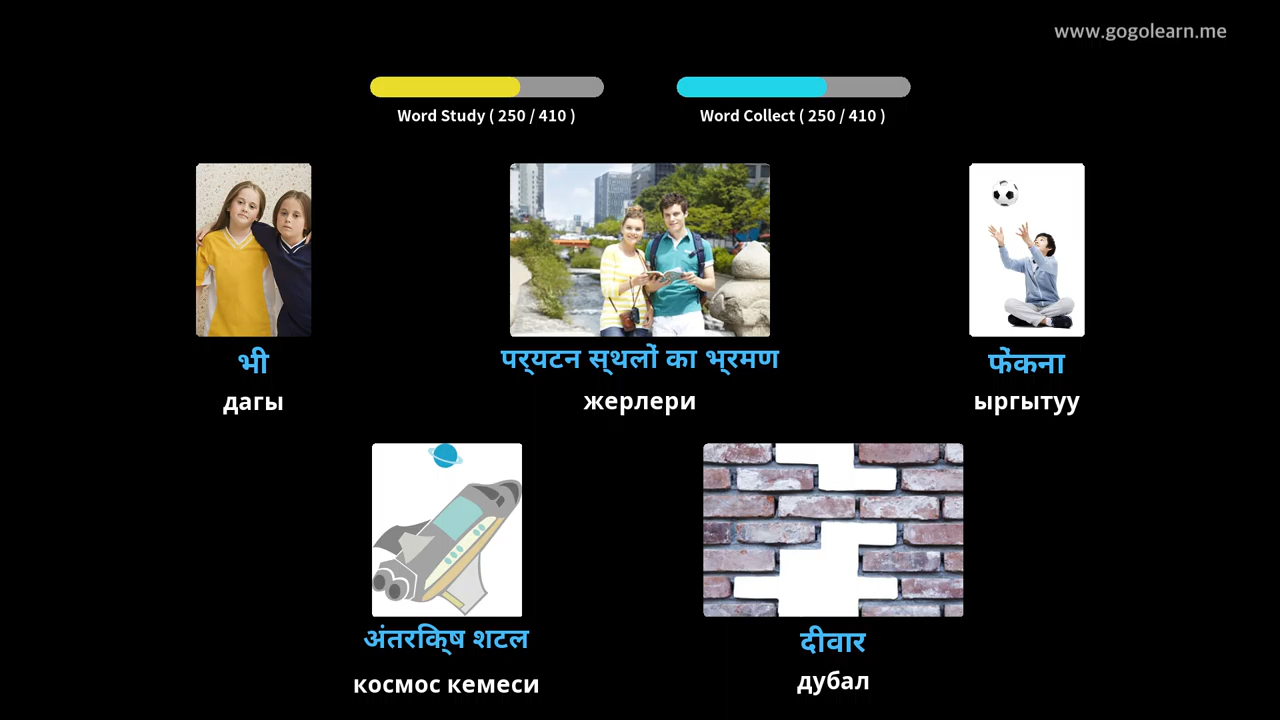 www.gogolearn.me
Word Study ( 250 / 410 )
Word Collect ( 250 / 410 )
भी
дагы
पर्‍यटन स्‍थलों का भ्‍रमण
жерлери
फेंकना
ыргытуу
अंतरिक्‍ष शटल
космос кемеси
दीवार
дубал